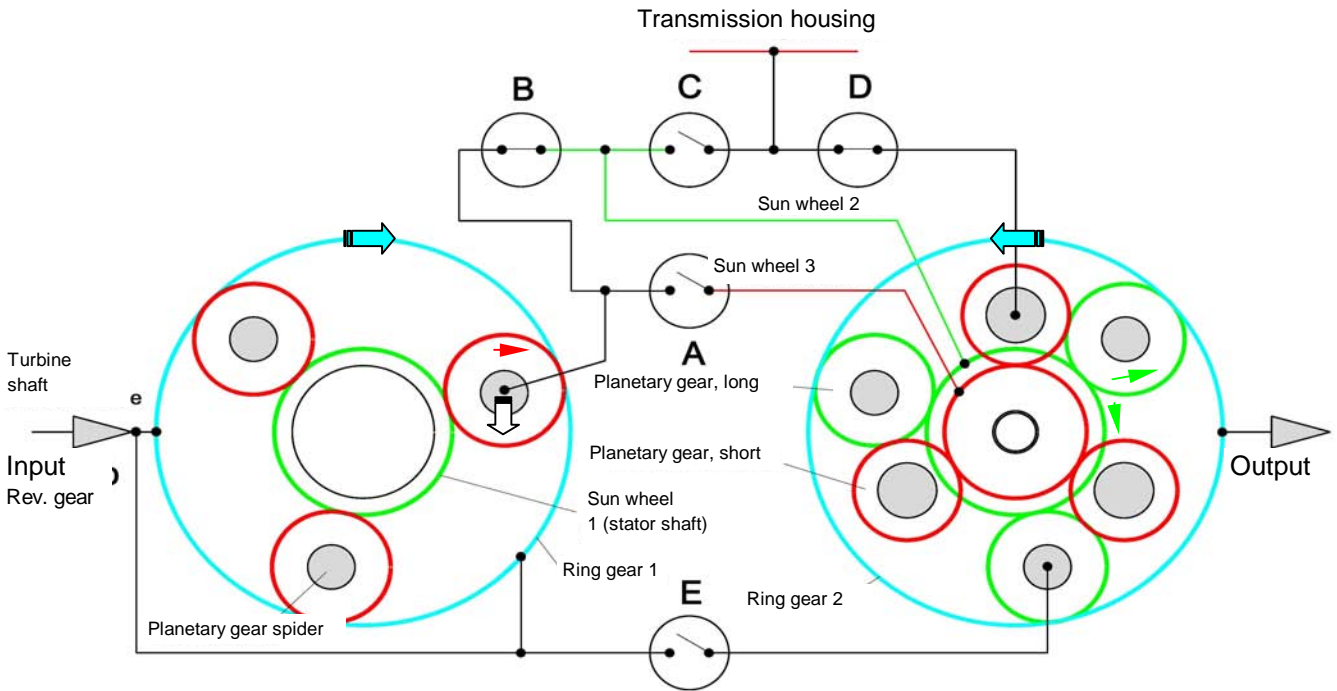 Transmission housing
B
C
D
Sun wheel 2
Sun wheel 3
A
Turbine
shaft
e
Input
Rev. gear
Planetary gear, long
Planetary gear, short
Output
Sun wheel
1 (stator shaft)
Ring gear 1
Ring gear 2
E
Planetary gear spider